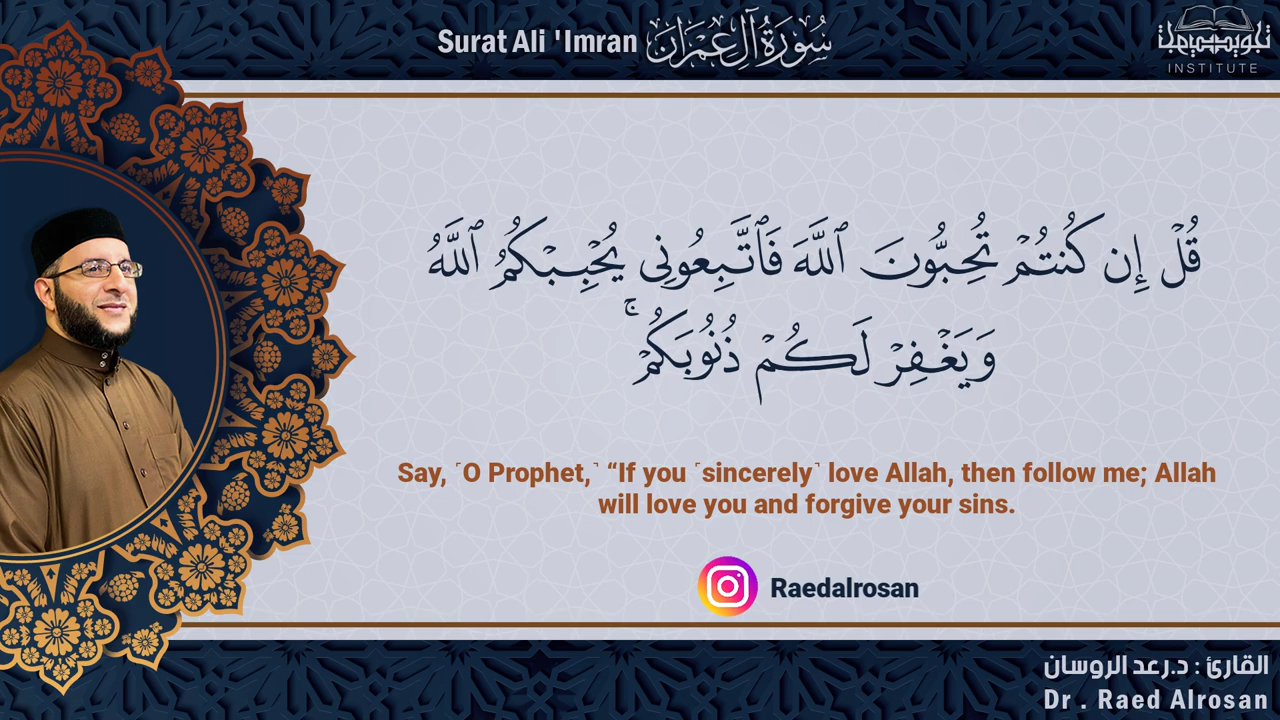 Surat Ali 'Imran سُورَةُ آلِ عِمْرَان
INSTITUTE
قُلْ إِن كُنتُمْ تُحِبُّونَ ٱللَّهَ فَٱتَّبِعُونِى يُحْبِبْكُمُ ٱللَّهُ
وَيَغْفِرْ لَكُمْ ذُنُوبَكُمْ ۚ
Say, ˹O Prophet,˺ “If you ˹sincerely˺ love Allah, then follow me; Allah
will love you and forgive your sins.
Raedalrosan
القارئ : د.رعد الروسان
Dr . Raed Alrosan